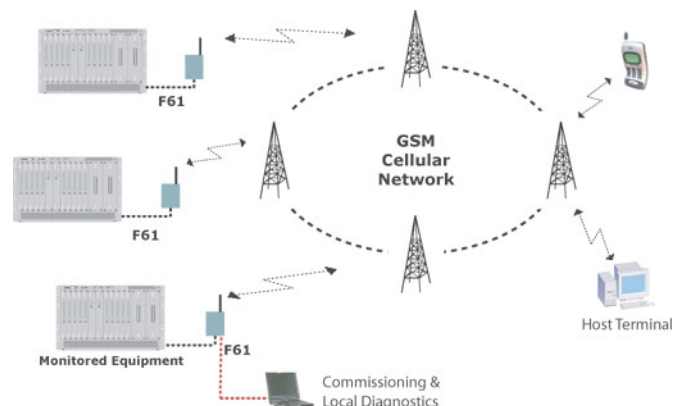 F61
GSM
Cellular
Network
F61
F61
Monitored Equipment
Host Terminal
Commissioning &
Local Diagnostics